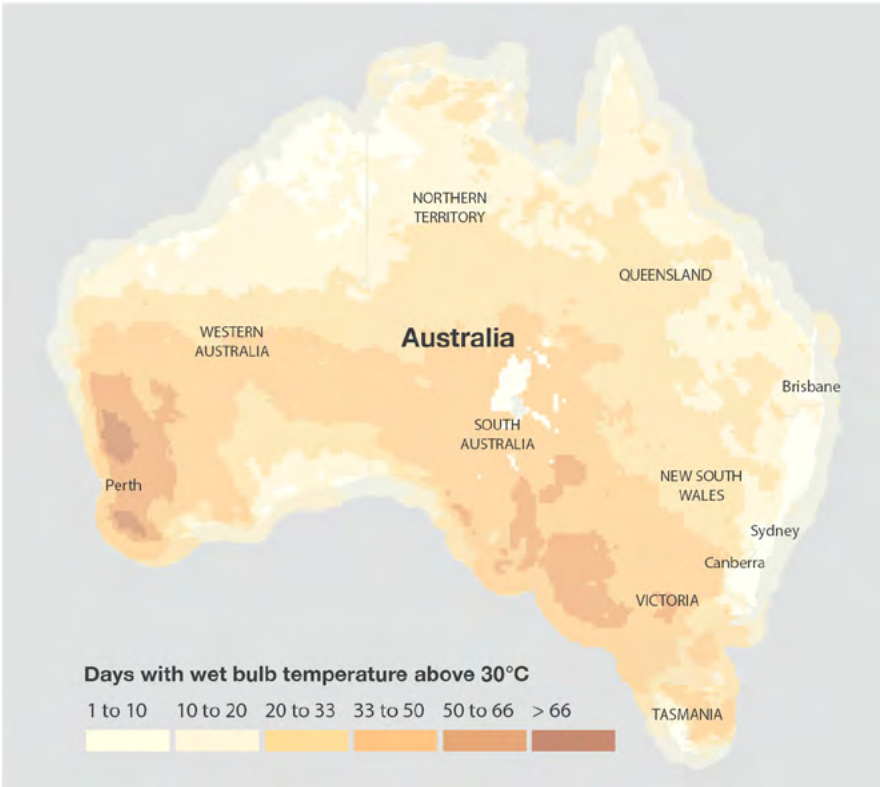 NORTHERN
TERRITORY
QUEENSLAND
WESTERN
AUSTRALIA
Australia
Brisbane
SOUTH
AUSTRALIA
Perth
NEW SOUTH
WALES
Sydney
Canberra
VICTORIA
Days with wet bulb temperature above 30°C
1 to 10 10 to 20 20 to 33 33 to 50 50 to 66 > 66
TASMANIA